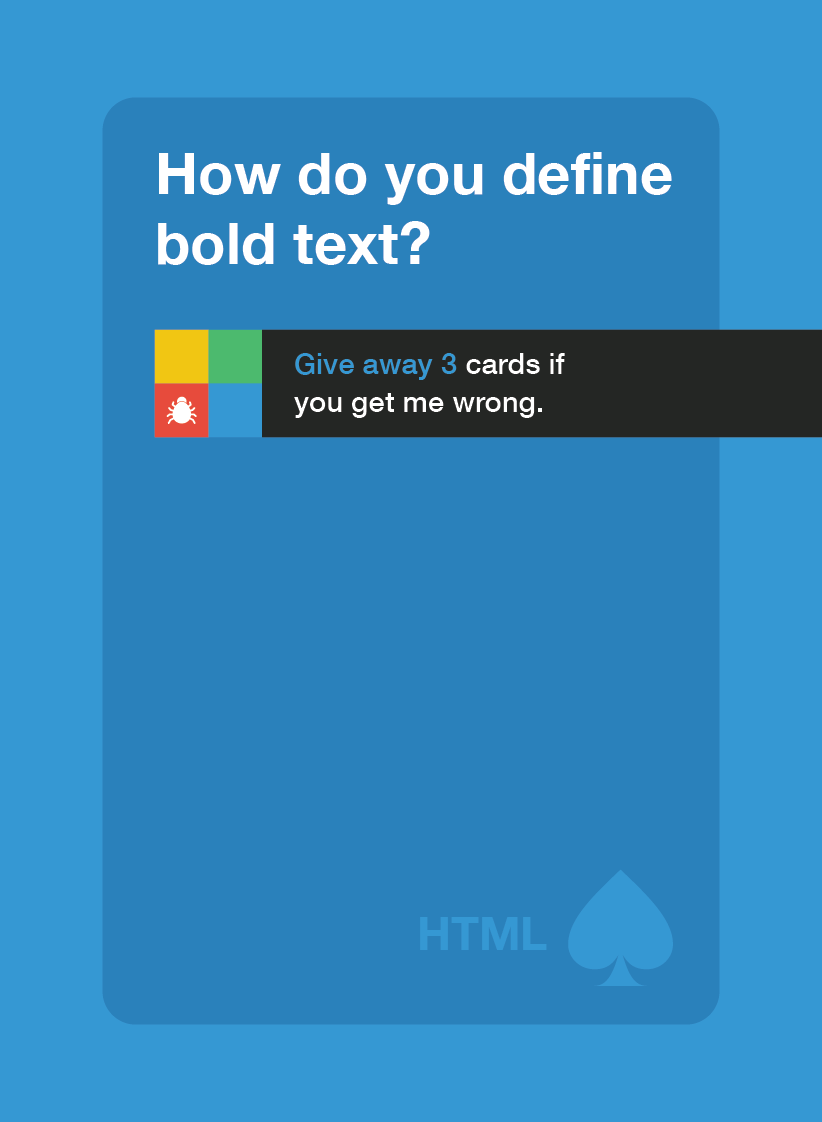 How do you define
bold text?
Give away 3 cards if
you get me wrong.
HTML